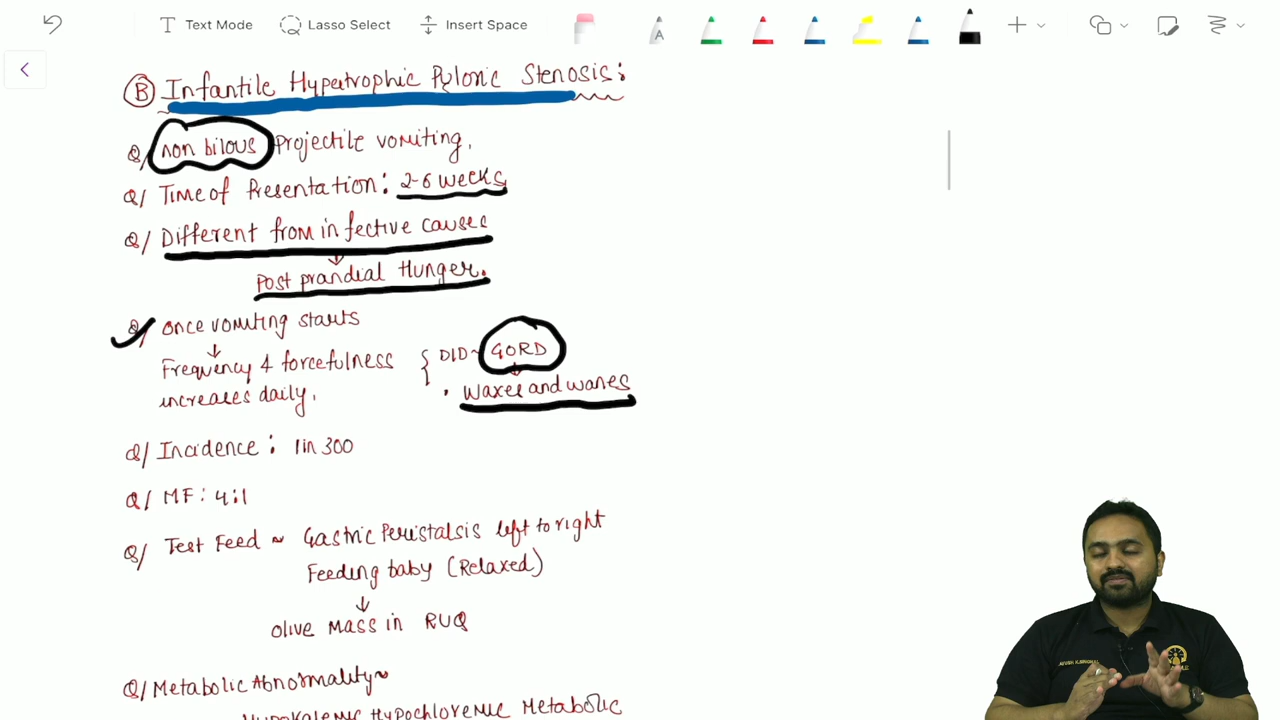 Text Mode
Lasso Select
Insert Space
A
B Infantile Hypertrophic Pyloric Stenosis:
Q/ non bilous Projectile vomiting.
Q/ Time of Presentation: 2-6 weeks
Q/ Different from infective causes
Post prandial Hunger.
Q/ once vomiting starts
Frequency & forcefulness
increases daily.
DID~ GORD
Waxes and wanes
Q/ Incidence: 1 in 300
Q/ MF: 4:1
Q/ Test Feed ~ Gastric Peristalsis left to right
Feeding baby (Relaxed)
olive Mass in RUQ
Q/ Metabolic Abnormality~
Hypokalemic Hypochloremic Metabolic